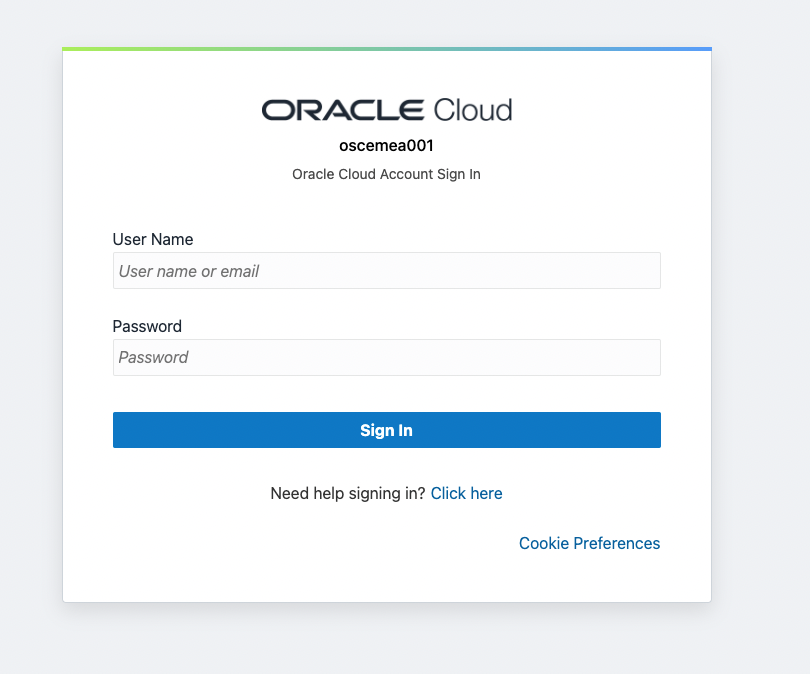 ORACLE Cloud
oscemea001
Oracle Cloud Account Sign In
User Name
User name or email
Password
Password
Sign In
Need help signing in? Click here
Cookie Preferences